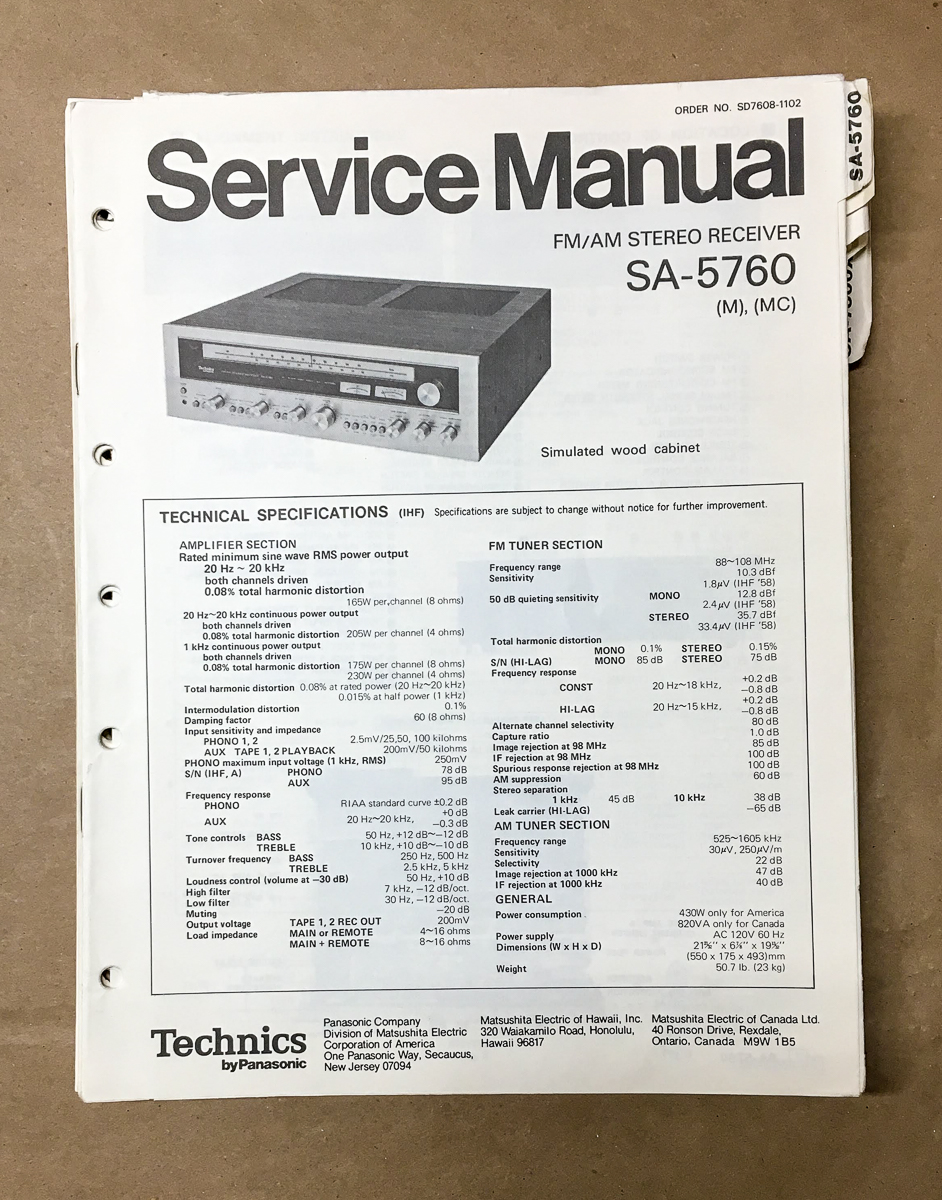 ORDER NO. SD7608-1102
SA-5760
Service Manual
FM/AM STEREO RECEIVER
SA-5760
(M), (MC)
Technics
Simulated wood cabinet
TECHNICAL SPECIFICATIONS (IHF) Specifications are subject to change without notice for further improvement.
AMPLIFIER SECTION
Rated minimum sine wave RMS power output
20 Hz ~ 20 kHz
both channels driven
0.08% total harmonic distortion
165W per channel (8 ohms)
20 Hz~20 kHz continuous power output
both channels driven
0.08% total harmonic distortion 205W per channel (4 ohms)
1 kHz continuous power output
both channels driven
0.08% total harmonic distortion 175W per channel (8 ohms)
230W per channel (4 ohms)
Total harmonic distortion 0.08% at rated power (20 Hz~20 kHz)
0.015% at half power (1 kHz)
Intermodulation distortion 0.1%
Damping factor 60 (8 ohms)
Input sensitivity and impedance
PHONO 1, 2 2.5mV/25,50, 100 kilohms
AUX TAPE 1, 2 PLAYBACK 200mV/50 kilohms
PHONO maximum input voltage (1 kHz, RMS) 250mV
S/N (IHF, A) PHONO 78 dB
AUX 95 dB
Frequency response
PHONO RIAA standard curve ±0.2 dB
AUX 20 Hz~20 kHz, +0 dB
−0.3 dB
Tone controls BASS 50 Hz, +12 dB~−12 dB
TREBLE 10 kHz, +10 dB~−10 dB
Turnover frequency BASS 250 Hz, 500 Hz
TREBLE 2.5 kHz, 5 kHz
Loudness control (volume at −30 dB) 50 Hz, +10 dB
High filter 7 kHz, −12 dB/oct.
Low filter 30 Hz, −12 dB/oct.
Muting −20 dB
Output voltage TAPE 1, 2 REC OUT 200mV
Load impedance MAIN or REMOTE 4~16 ohms
MAIN + REMOTE 8~16 ohms
FM TUNER SECTION
Frequency range 88~108 MHz
Sensitivity 10.3 dBf
1.8µV (IHF '58)
50 dB quieting sensitivity MONO 12.8 dBf
2.4µV (IHF '58)
STEREO 35.7 dBf
33.4µV (IHF '58)
Total harmonic distortion
MONO 0.1% STEREO 0.15%
S/N (HI-LAG) MONO 85 dB STEREO 75 dB
Frequency response
CONST 20 Hz~18 kHz, +0.2 dB
−0.8 dB
HI-LAG 20 Hz~15 kHz, +0.2 dB
−0.8 dB
Alternate channel selectivity 80 dB
Capture ratio 1.0 dB
Image rejection at 98 MHz 85 dB
IF rejection at 98 MHz 100 dB
Spurious response rejection at 98 MHz 100 dB
AM suppression 60 dB
Stereo separation
1 kHz 45 dB 10 kHz 38 dB
Leak carrier (HI-LAG) −65 dB
AM TUNER SECTION
Frequency range 525~1605 kHz
Sensitivity 30µV, 250µV/m
Selectivity 22 dB
Image rejection at 1000 kHz 47 dB
IF rejection at 1000 kHz 40 dB
GENERAL
Power consumption 430W only for America
820VA only for Canada
Power supply AC 120V 60 Hz
Dimensions (W x H x D)
(550 x 175 x 493)mm
Weight 50.7 lb. (23 kg)
Technics
by Panasonic
Panasonic Company
Division of Matsushita Electric
Corporation of America
One Panasonic Way, Secaucus,
New Jersey 07094
Matsushita Electric of Hawaii, Inc.
320 Waiakamilo Road, Honolulu,
Hawaii 96817
Matsushita Electric of Canada Ltd.
40 Ronson Drive, Rexdale,
Ontario, Canada M9W 1B5